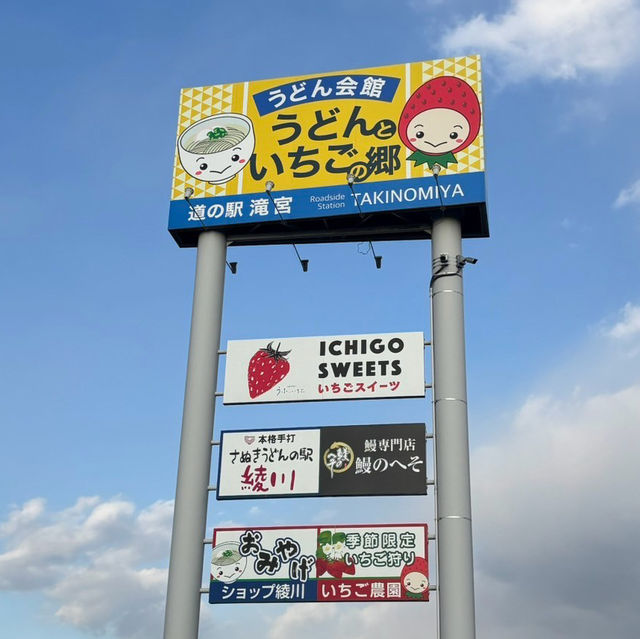 うどん会館
うどんと
いちごの郷
道の駅 滝宮 Roadside Station TAKINOMIYA
ICHIGO
SWEETS
いちごスイーツ
本格手打
さぬきうどんの駅
綾川
鰻専門店
鰻のへそ
おみやげ
ショップ綾川
季節限定
いちご狩り
いちご農園